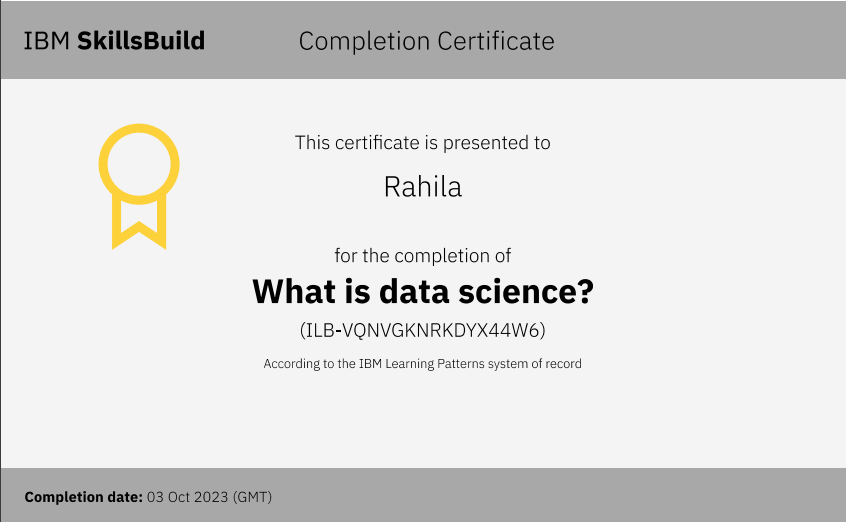 IBM SkillsBuild
Completion Certificate
This certificate is presented to
Rahila
for the completion of
What is data science?
(ILB-VQNVGKNRKDYX44W6)
According to the IBM Learning Patterns system of record
Completion date: 03 Oct 2023 (GMT)